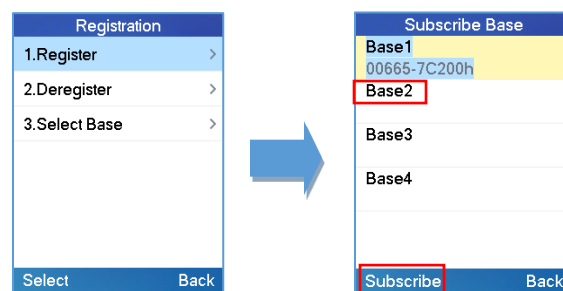 Registration
1.Register
2.Deregister
3.Select Base
Select Back
Subscribe Base
Base1
00665-7C200h
Base2
Base3
Base4
Subscribe Back